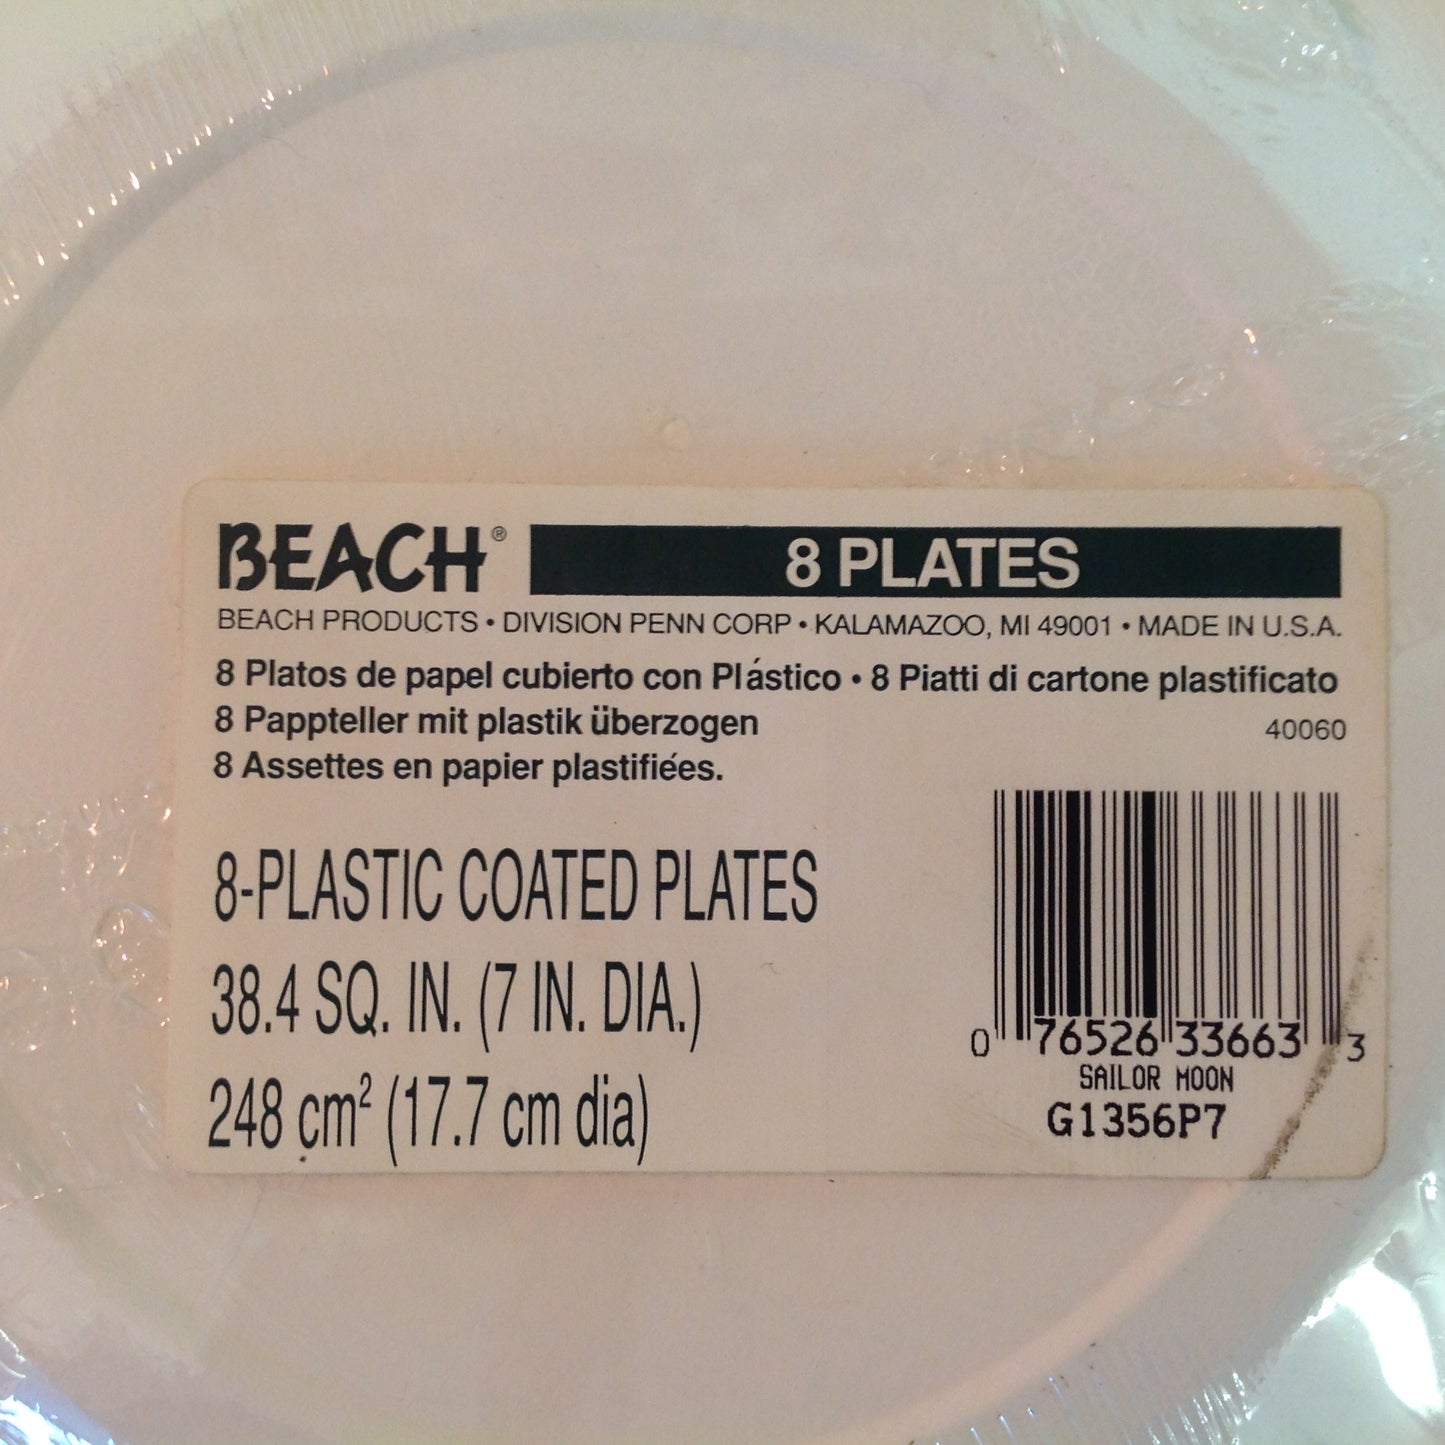 BEACH® 8 PLATES
BEACH PRODUCTS • DIVISION PENN CORP • KALAMAZOO, MI 49001 • MADE IN U.S.A.
8 Platos de papel cubierto con Plástico • 8 Piatti di cartone plastificato
8 Pappteller mit plastik überzogen
40060
8 Assettes en papier plastifiées.
8-PLASTIC COATED PLATES
38.4 SQ. IN. (7 IN. DIA.)
248 cm² (17.7 cm dia)
0 76526 33663 3
SAILOR MOON
G1356P7